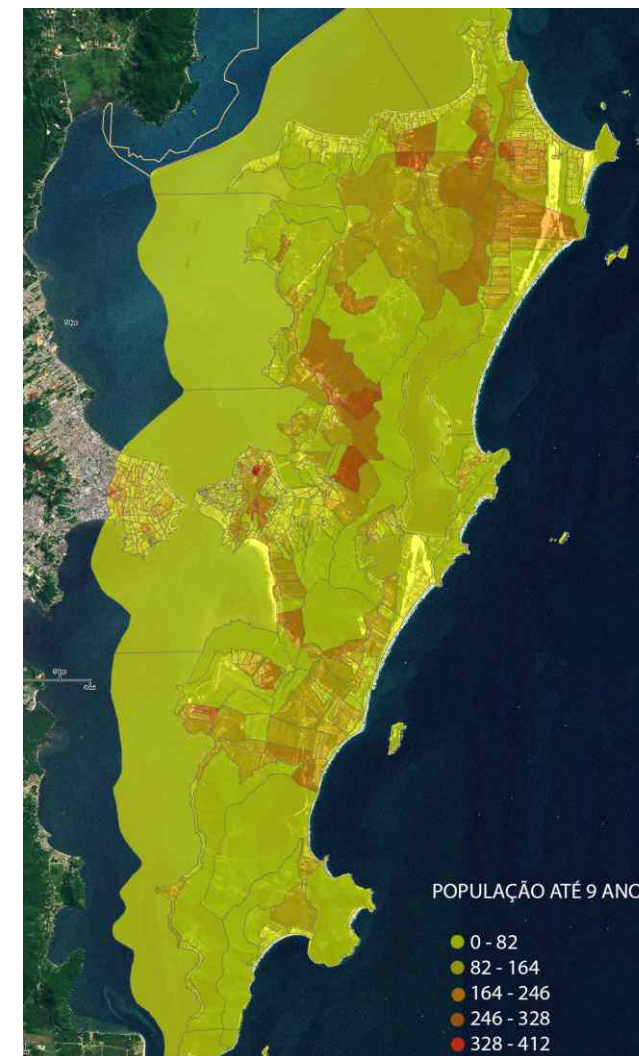 POPULAÇÃO ATÉ 9 ANO
0 - 82
82 - 164
164 - 246
246 - 328
328 - 412